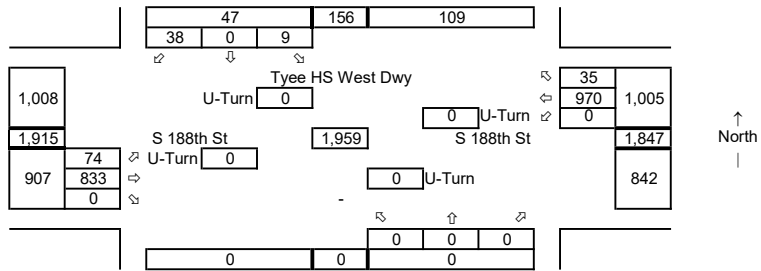 47 156 109
38 0 9
⬃ ⇩ ⬂
Tyee HS West Dwy
1,008 U-Turn 0 ⬁ 35
⇦ 970 1,005
0 U-Turn ⬃ 0
1,915 S 188th St 1,959 S 188th St 1,847
↑
North
|
74 ⬀ U-Turn 0
907 833 ⇨ 0 U-Turn 842
0 ⬂ -
⬁ ⇧ ⬀
0 0 0
0 0 0